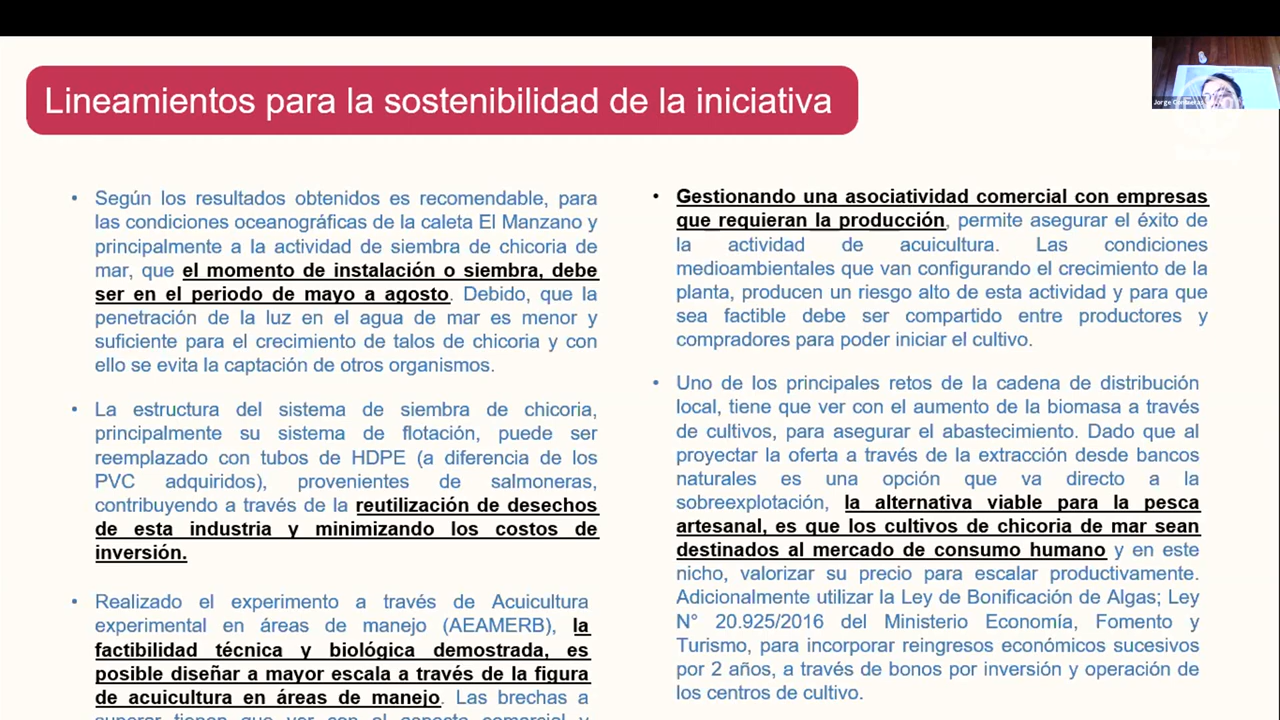 Lineamientos para la sostenibilidad de la iniciativa
• Según los resultados obtenidos es recomendable, para
las condiciones oceanográficas de la caleta El Manzano y
principalmente a la actividad de siembra de chicoria de
mar, que el momento de instalación o siembra, debe
ser en el periodo de mayo a agosto. Debido, que la
penetración de la luz en el agua de mar es menor y
suficiente para el crecimiento de talos de chicoria y con
ello se evita la captación de otros organismos.
• La estructura del sistema de siembra de chicoria,
principalmente su sistema de flotación, puede ser
reemplazado con tubos de HDPE (a diferencia de los
PVC adquiridos), provenientes de salmoneras,
contribuyendo a través de la reutilización de desechos
de esta industria y minimizando los costos de
inversión.
• Realizado el experimento a través de Acuicultura
experimental en áreas de manejo (AEAMERB), la
factibilidad técnica y biológica demostrada, es
posible diseñar a mayor escala a través de la figura
de acuicultura en áreas de manejo. Las brechas a
superar tienen que ver con el aspecto comercial y
• Gestionando una asociatividad comercial con empresas
que requieran la producción, permite asegurar el éxito de
la actividad de acuicultura. Las condiciones
medioambientales que van configurando el crecimiento de la
planta, producen un riesgo alto de esta actividad y para que
sea factible debe ser compartido entre productores y
compradores para poder iniciar el cultivo.
• Uno de los principales retos de la cadena de distribución
local, tiene que ver con el aumento de la biomasa a través
de cultivos, para asegurar el abastecimiento. Dado que al
proyectar la oferta a través de la extracción desde bancos
naturales es una opción que va directo a la
sobreexplotación, la alternativa viable para la pesca
artesanal, es que los cultivos de chicoria de mar sean
destinados al mercado de consumo humano y en este
nicho, valorizar su precio para escalar productivamente.
Adicionalmente utilizar la Ley de Bonificación de Algas; Ley
N° 20.925/2016 del Ministerio Economía, Fomento y
Turismo, para incorporar reingresos económicos sucesivos
por 2 años, a través de bonos por inversión y operación de
los centros de cultivo.
Jorge